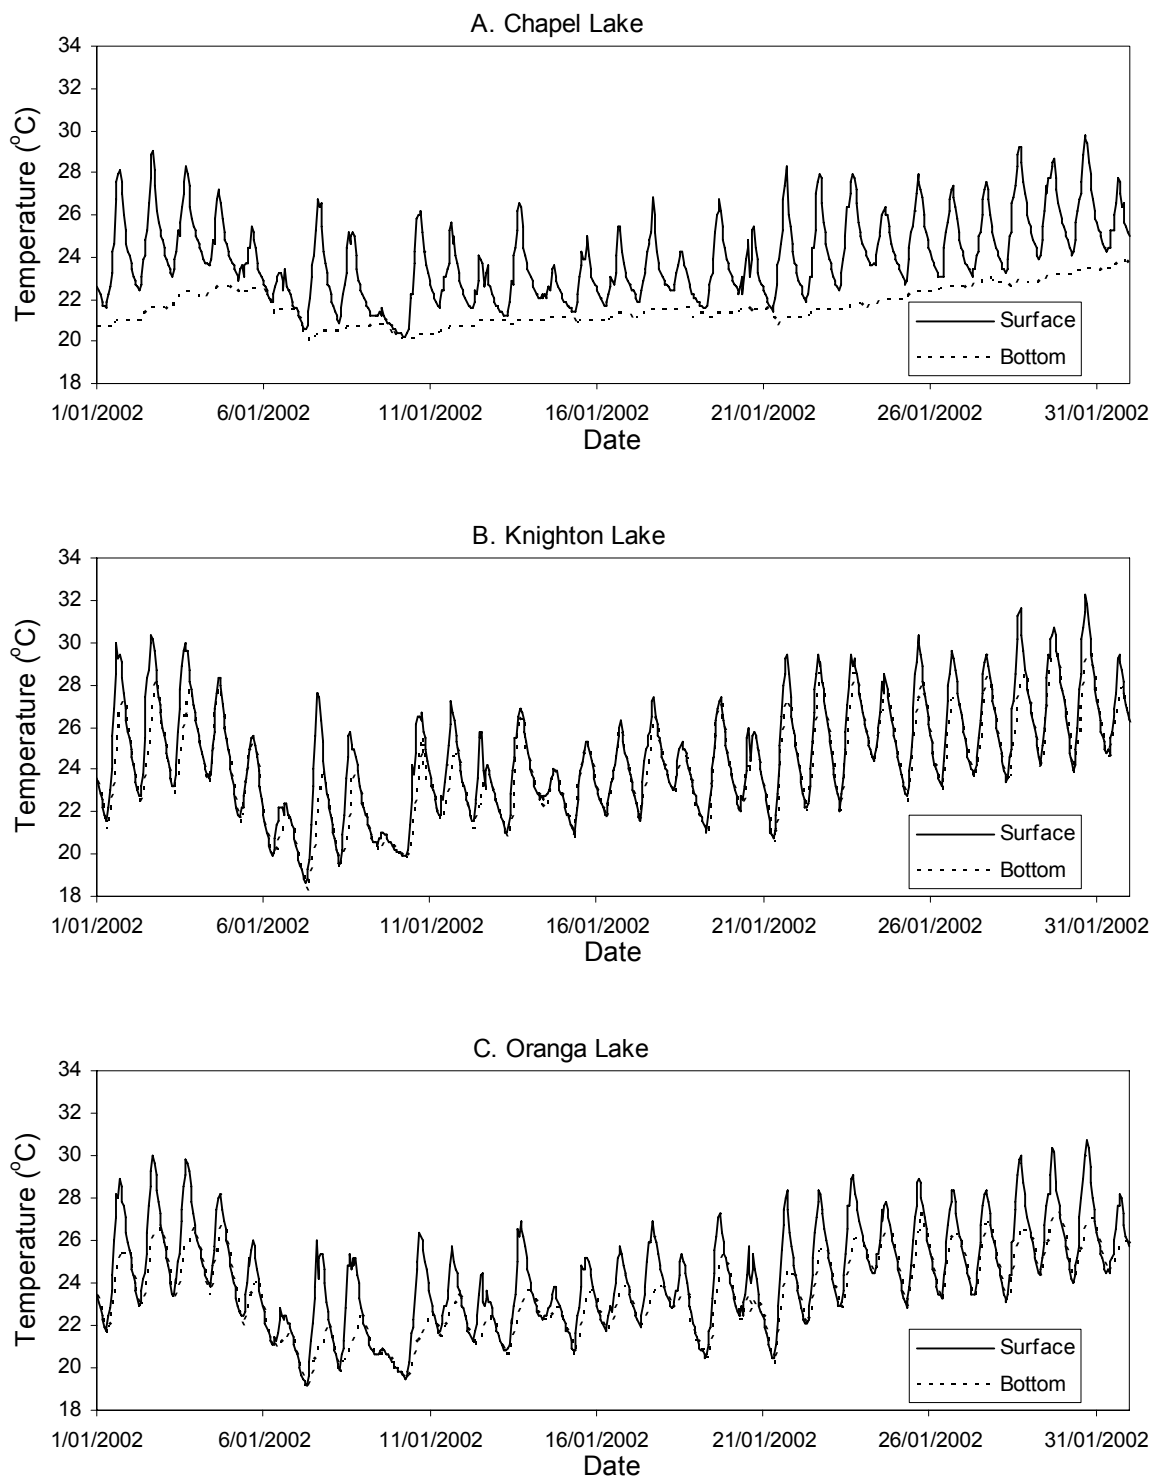 A. Chapel Lake
34
32
30
28
26
24
22
20
18
Temperature (°C)
Surface
Bottom
1/01/2002 6/01/2002 11/01/2002 16/01/2002 21/01/2002 26/01/2002 31/01/2002
Date
B. Knighton Lake
34
32
30
28
26
24
22
20
18
Temperature (°C)
Surface
Bottom
1/01/2002 6/01/2002 11/01/2002 16/01/2002 21/01/2002 26/01/2002 31/01/2002
Date
C. Oranga Lake
34
32
30
28
26
24
22
20
18
Temperature (°C)
Surface
Bottom
1/01/2002 6/01/2002 11/01/2002 16/01/2002 21/01/2002 26/01/2002 31/01/2002
Date